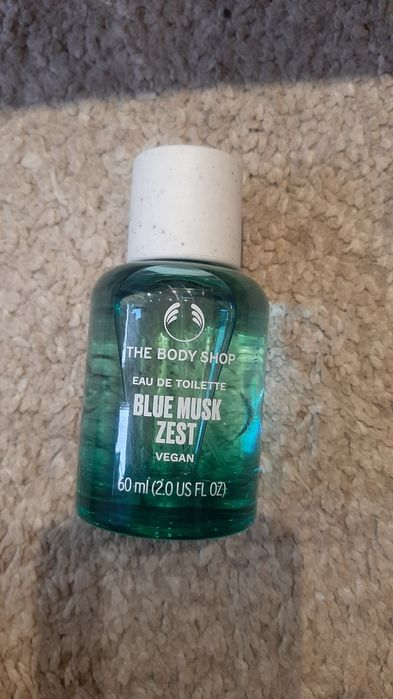 THE BODY SHOP
EAU DE TOILETTE
BLUE MUSK
ZEST
VEGAN
60 ml (2.0 US FL OZ)